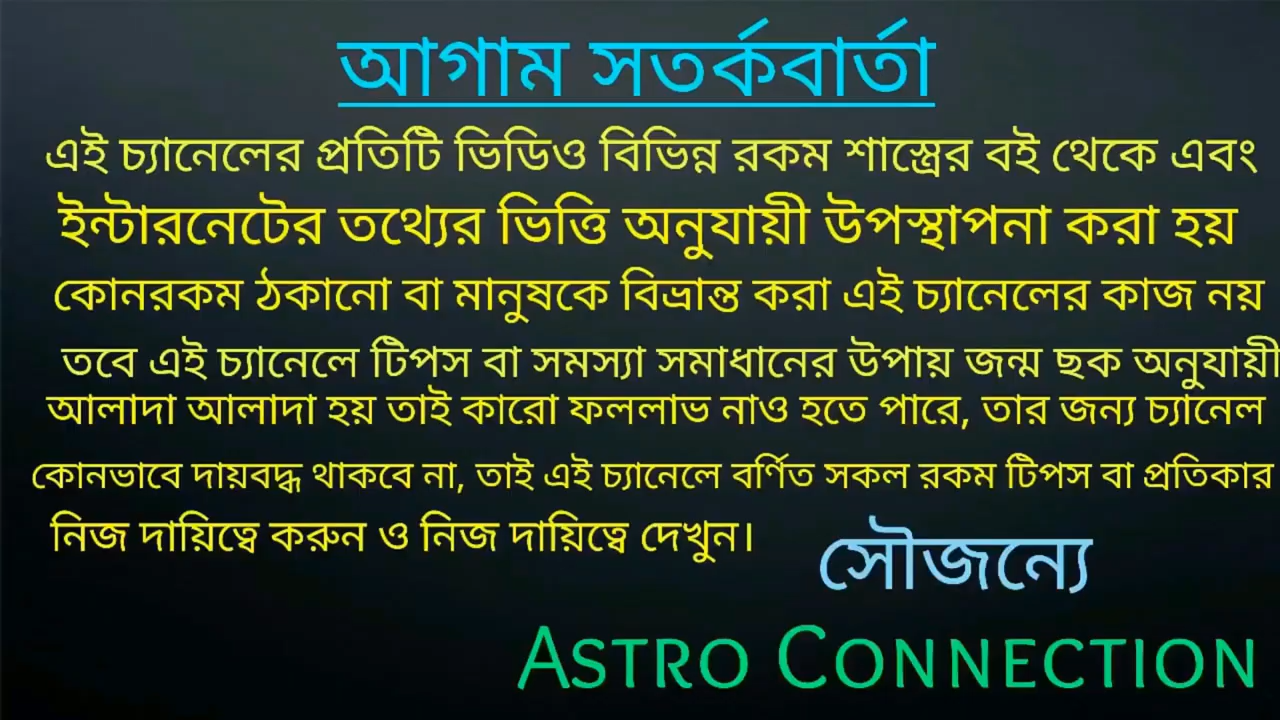 আগাম সতর্কবার্তা
এই চ্যানেলের প্রতিটি ভিডিও বিভিন্ন রকম শাস্ত্রের বই থেকে এবং
ইন্টারনেটের তথ্যের ভিত্তি অনুযায়ী উপস্থাপনা করা হয়
কোনরকম ঠকানো বা মানুষকে বিভ্রান্ত করা এই চ্যানেলের কাজ নয়
তবে এই চ্যানেলে টিপস বা সমস্যা সমাধানের উপায় জন্ম ছক অনুযায়ী
আলাদা আলাদা হয় তাই কারো ফললাভ নাও হতে পারে, তার জন্য চ্যানেল
কোনভাবে দায়বদ্ধ থাকবে না, তাই এই চ্যানেলে বর্ণিত সকল রকম টিপস বা প্রতিকার
নিজ দায়িত্বে করুন ও নিজ দায়িত্বে দেখুন।
সৌজন্যে
ASTRO CONNECTION